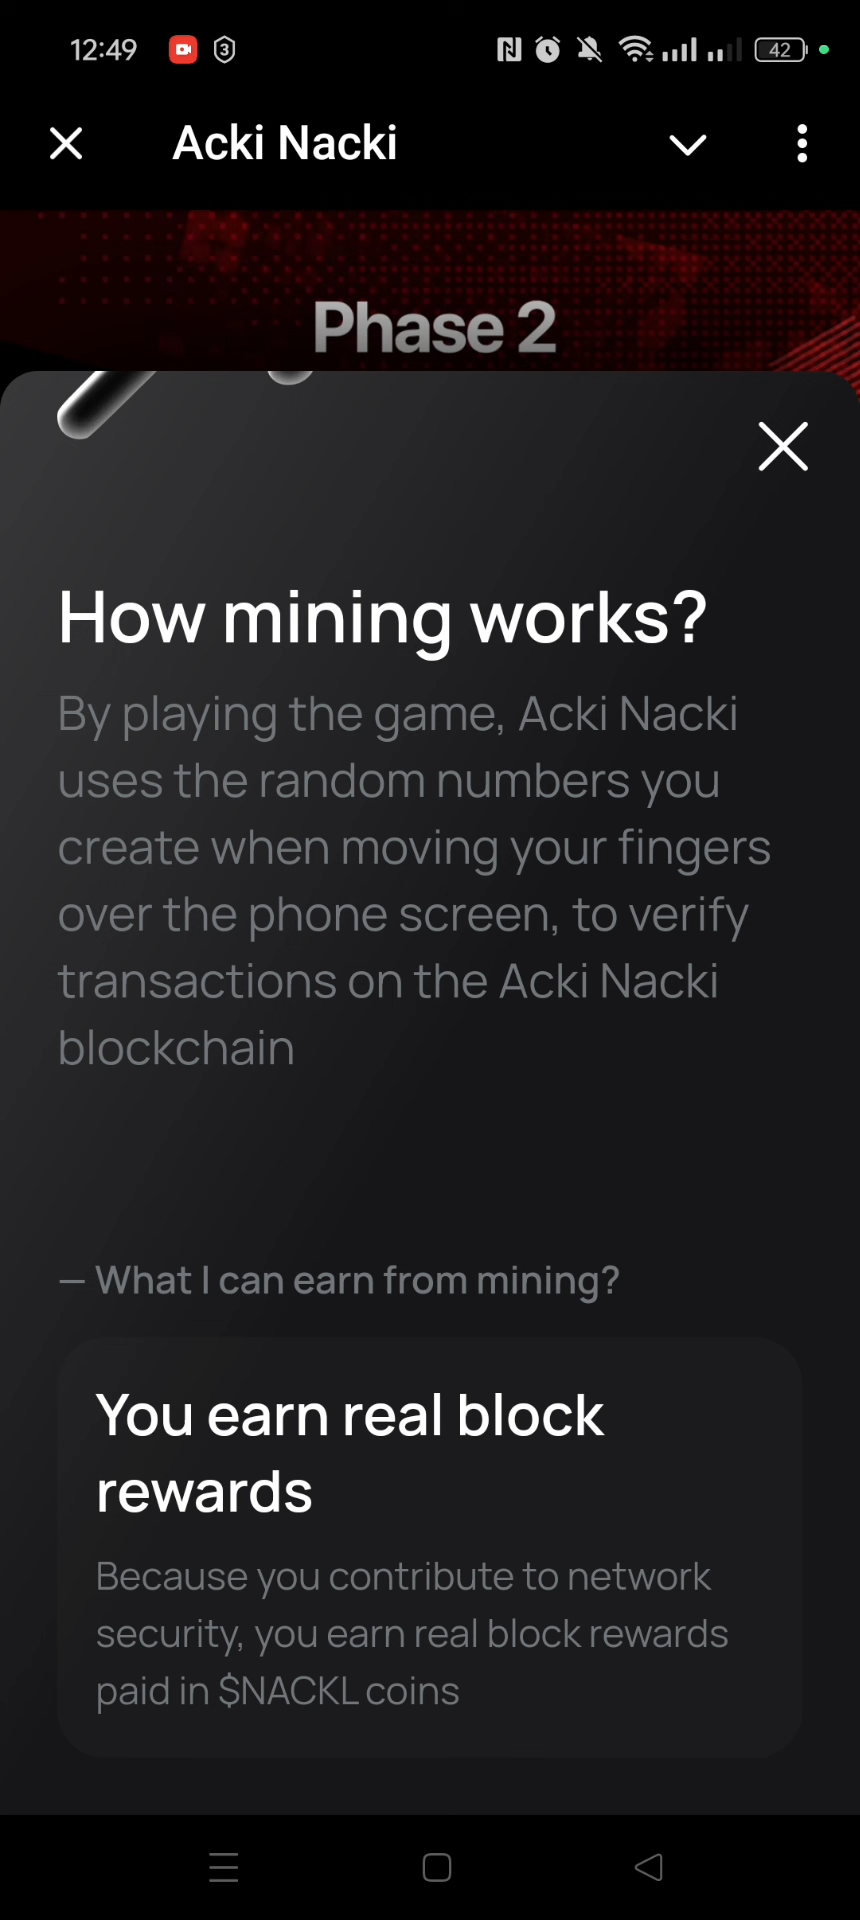 12:49
3
42
Acki Nacki
Phase 2
How mining works?
By playing the game, Acki Nacki
uses the random numbers you
create when moving your fingers
over the phone screen, to verify
transactions on the Acki Nacki
blockchain
— What I can earn from mining?
You earn real block
rewards
Because you contribute to network
security, you earn real block rewards
paid in $NACKL coins